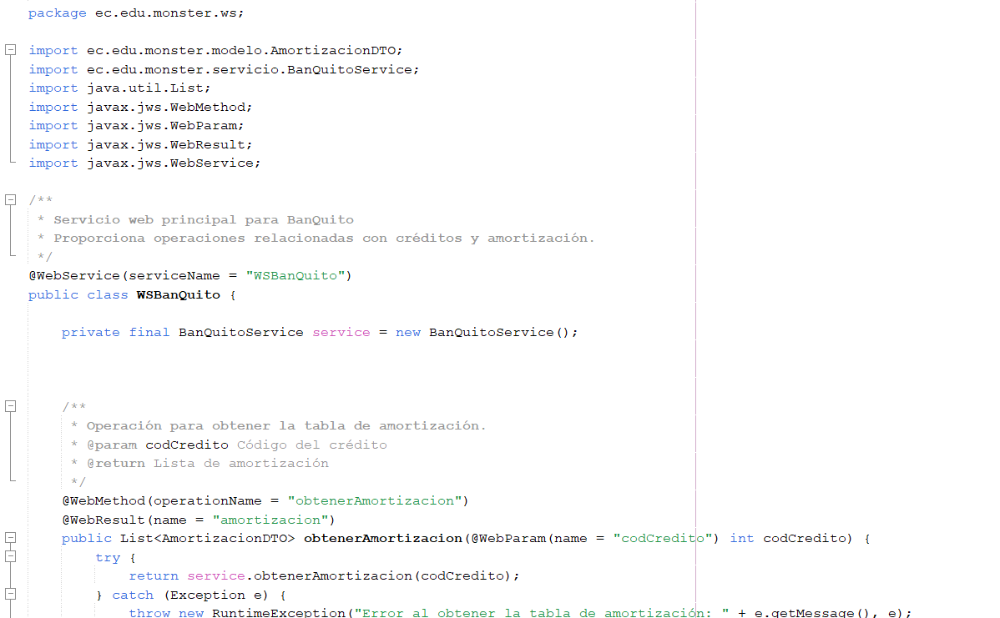 package ec.edu.monster.ws;
import ec.edu.monster.modelo.AmortizacionDTO;
import ec.edu.monster.servicio.BanQuitoService;
import java.util.List;
import javax.jws.WebMethod;
import javax.jws.WebParam;
import javax.jws.WebResult;
import javax.jws.WebService;
/**
 * Servicio web principal para BanQuito
 * Proporciona operaciones relacionadas con créditos y amortización.
 */
@WebService(serviceName = "WSBanQuito")
public class WSBanQuito {
    private final BanQuitoService service = new BanQuitoService();
    /**
     * Operación para obtener la tabla de amortización.
     * @param codCredito Código del crédito
     * @return Lista de amortización
     */
    @WebMethod(operationName = "obtenerAmortizacion")
    @WebResult(name = "amortizacion")
    public List<AmortizacionDTO> obtenerAmortizacion(@WebParam(name = "codCredito") int codCredito) {
        try {
            return service.obtenerAmortizacion(codCredito);
        } catch (Exception e) {
            throw new RuntimeException("Error al obtener la tabla de amortización: " + e.getMessage(), e);